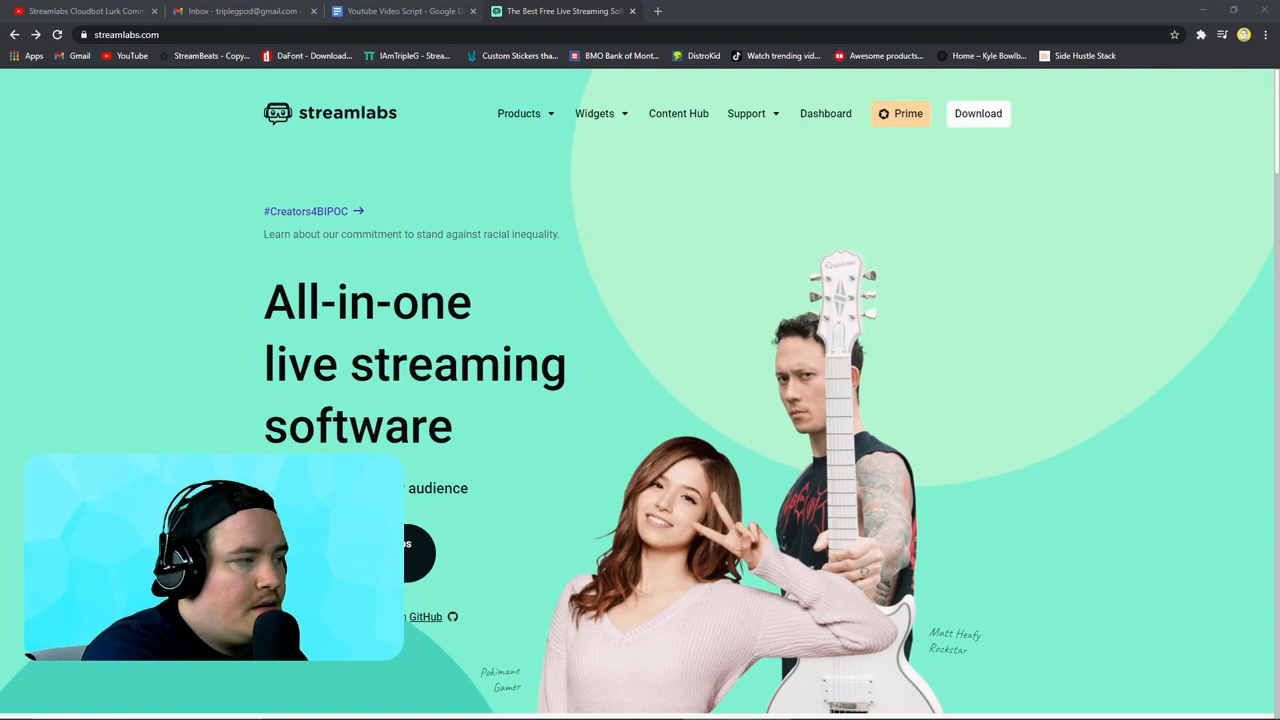 Streamlabs Cloudbot Lurk Comm
Inbox - triplegpod@gmail.com -
Youtube Video Script - Google D
The Best Free Live Streaming Sof
streamlabs.com
Apps
Gmail
YouTube
StreamBeats - Copy...
DaFont - Download...
IAmTripleG - Strea...
Custom Stickers tha...
BMO Bank of Mont...
DistroKid
Watch trending vid...
Awesome products...
Home – Kyle Bowlb...
Side Hustle Stack
streamlabs
Products
Widgets
Content Hub
Support
Dashboard
Prime
Download
#Creators4BIPOC
Learn about our commitment to stand against racial inequality.
All-in-one
live streaming
software
audience
GitHub
Epiphone
Pokimane
Gamer
Matt Heafy
Rockstar